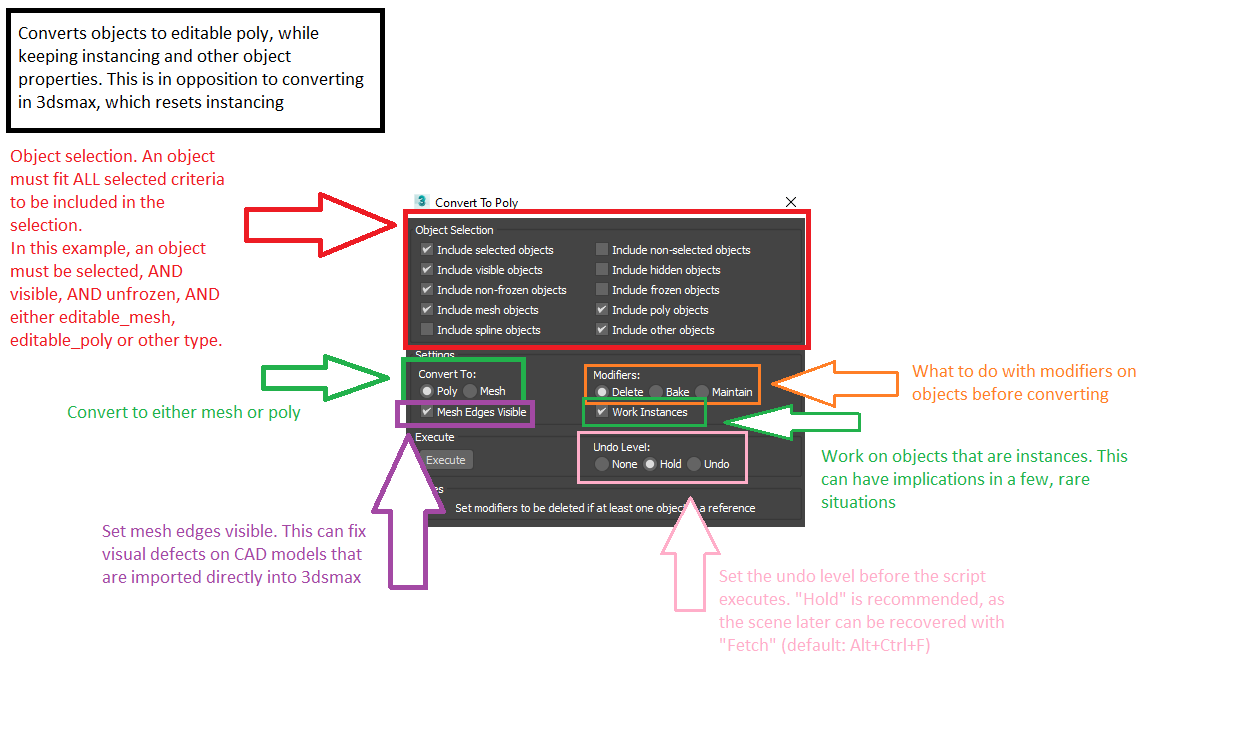 Converts objects to editable poly, while
keeping instancing and other object
properties. This is in opposition to converting
in 3dsmax, which resets instancing
Object selection. An object
must fit ALL selected criteria
to be included in the
selection.
In this example, an object
must be selected, AND
visible, AND unfrozen, AND
either editable_mesh,
editable_poly or other type.
3 Convert To Poly
Object Selection
Include selected objects Include non-selected objects
Include visible objects Include hidden objects
Include non-frozen objects Include frozen objects
Include mesh objects Include poly objects
Include spline objects Include other objects
Settings
Convert To: Modifiers:
Poly Mesh Delete Bake Maintain
Mesh Edges Visible Work Instances
Execute Undo Level:
Execute None Hold Undo
Set modifiers to be deleted if at least one a reference
Convert to either mesh or poly
What to do with modifiers on
objects before converting
Work on objects that are instances. This
can have implications in a few, rare
situations
Set mesh edges visible. This can fix
visual defects on CAD models that
are imported directly into 3dsmax
Set the undo level before the script
executes. "Hold" is recommended, as
the scene later can be recovered with
"Fetch" (default: Alt+Ctrl+F)